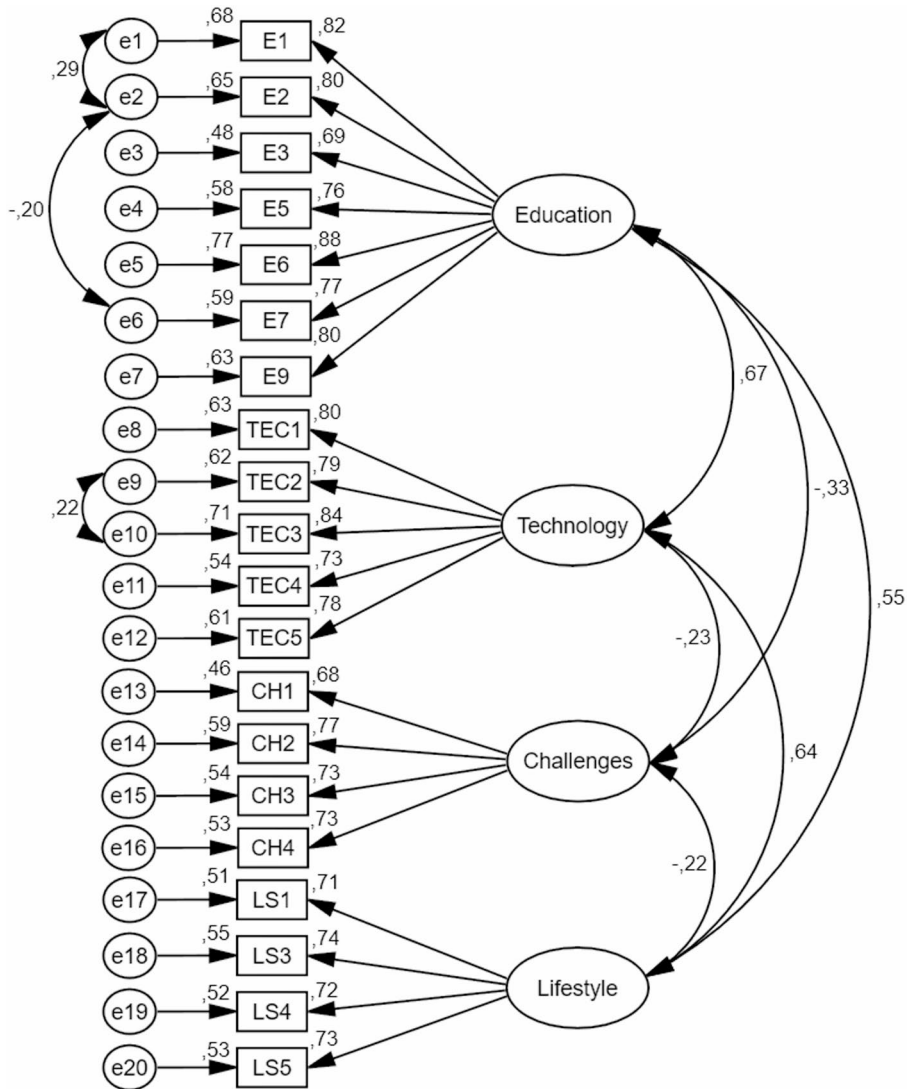 e1 ,68 E1 ,82
,29
e2 ,65 E2 ,80
e3 ,48 E3 ,69
-,20
e4 ,58 E5 ,76
Education
e5 ,77 E6 ,88
e6 ,59 E7 ,77
e7 ,63 E9 ,80
,67
e8 ,63 TEC1 ,80
e9 ,62 TEC2 ,79
,22
-,33
e10 ,71 TEC3 ,84
Technology
e11 ,54 TEC4 ,73
,55
e12 ,61 TEC5 ,78
-,23
e13 ,46 CH1 ,68
e14 ,59 CH2 ,77
Challenges
,64
e15 ,54 CH3 ,73
e16 ,53 CH4 ,73
-,22
e17 ,51 LS1 ,71
e18 ,55 LS3 ,74
Lifestyle
e19 ,52 LS4 ,72
e20 ,53 LS5 ,73